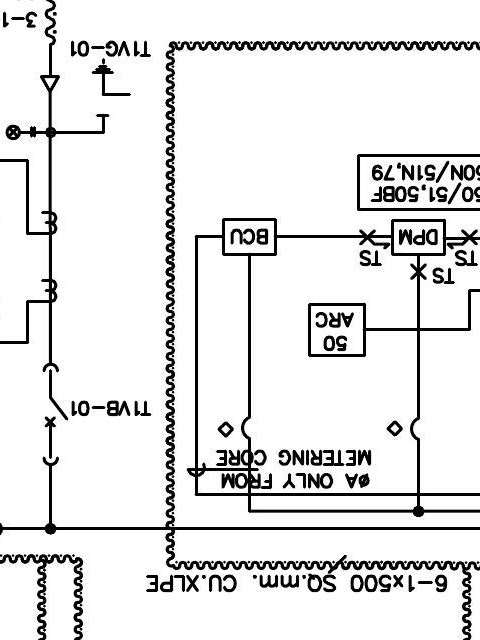 6-1x500 SQ.mm. CU.XLPE
øA ONLY FROM
METERING CORE
T1VB-01
50
ARC
TS
TS
TS
DPM
BCU
50/51,50BF
50N/51N,79
T1VG-01
3-1